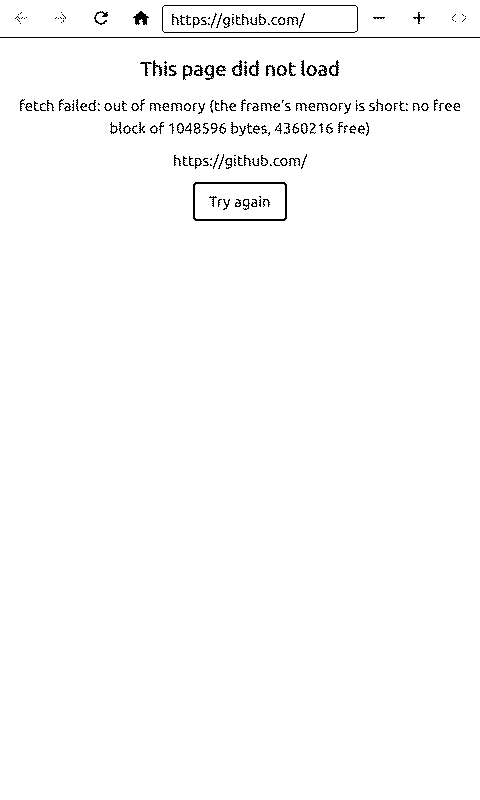 https://github.com/
This page did not load
fetch failed: out of memory (the frame's memory is short: no free
block of 1048596 bytes, 4360216 free)
https://github.com/
Try again